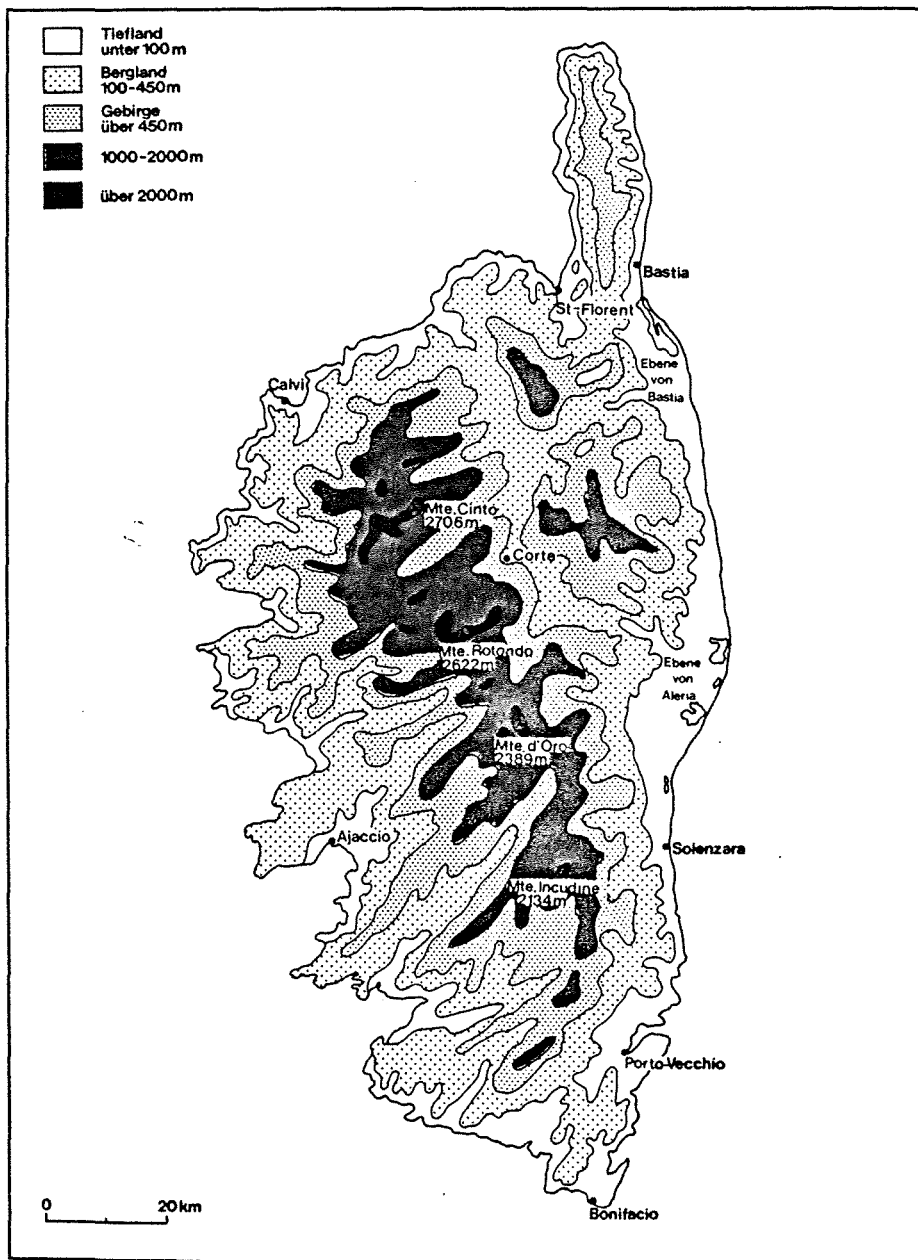 Tiefland
unter 100m
Bergland
100-450m
Gebirge
über 450m
1000-2000m
über 2000m
Bastia
St-Florent
Ebene
von
Bastia
Calvi
Mte. Cinto
2706m
Corte
Mte. Rotondo
2622m
Ebene
von
Aleria
Mte d'Oro
2389m
Ajaccio
Solenzara
Mte. Incudine
2134m
Porto-Vecchio
0 20km
Bonifacio